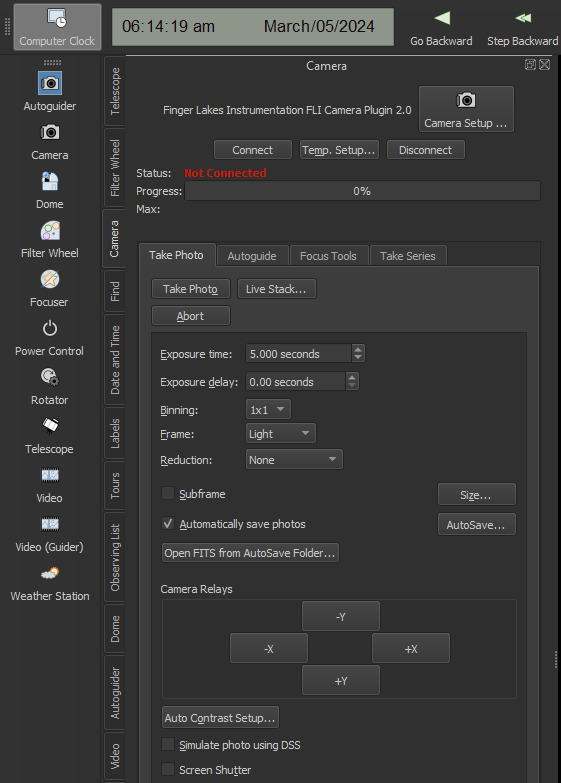 06:14:19 am March/05/2024
Computer Clock
Go Backward
Step Backward
Autoguider
Camera
Dome
Filter Wheel
Focuser
Power Control
Rotator
Telescope
Video
Video (Guider)
Weather Station
Telescope
Filter Wheel
Camera
Find
Date and Time
Labels
Tours
Observing List
Dome
Autoguider
Video
Camera
Finger Lakes Instrumentation FLI Camera Plugin 2.0
Camera Setup ...
Connect
Temp. Setup...
Disconnect
Status: Not Connected
Progress: 0%
Max:
Take Photo
Autoguide
Focus Tools
Take Series
Take Photo
Live Stack...
Abort
Exposure time: 5.000 seconds
Exposure delay: 0.00 seconds
Binning: 1x1
Frame: Light
Reduction: None
Subframe
Size...
Automatically save photos
AutoSave...
Open FITS from AutoSave Folder...
Camera Relays
-Y
-X
+X
+Y
Auto Contrast Setup...
Simulate photo using DSS
Screen Shutter